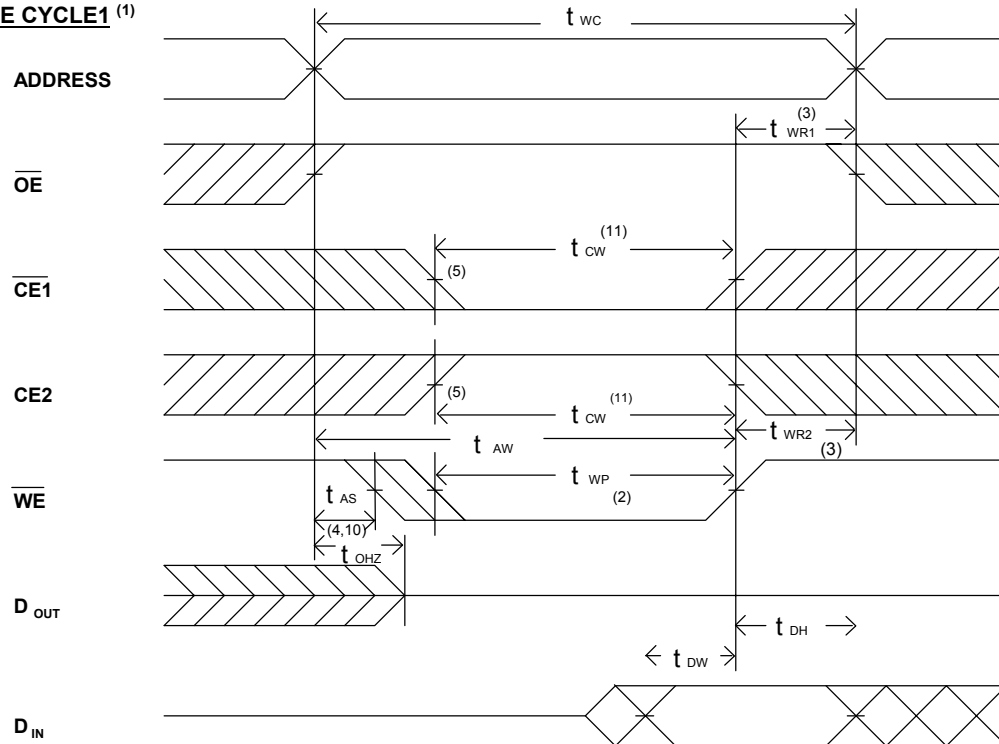 E CYCLE1 (1)
t WC
ADDRESS
t WR1 (3)
OE
t CW (11)
CE1
(5)
CE2
(5)
t CW (11)
t WR2 (3)
t AW
t WP (2)
WE
t AS
(4,10)
t OHZ
D OUT
t DH
t DW
D IN